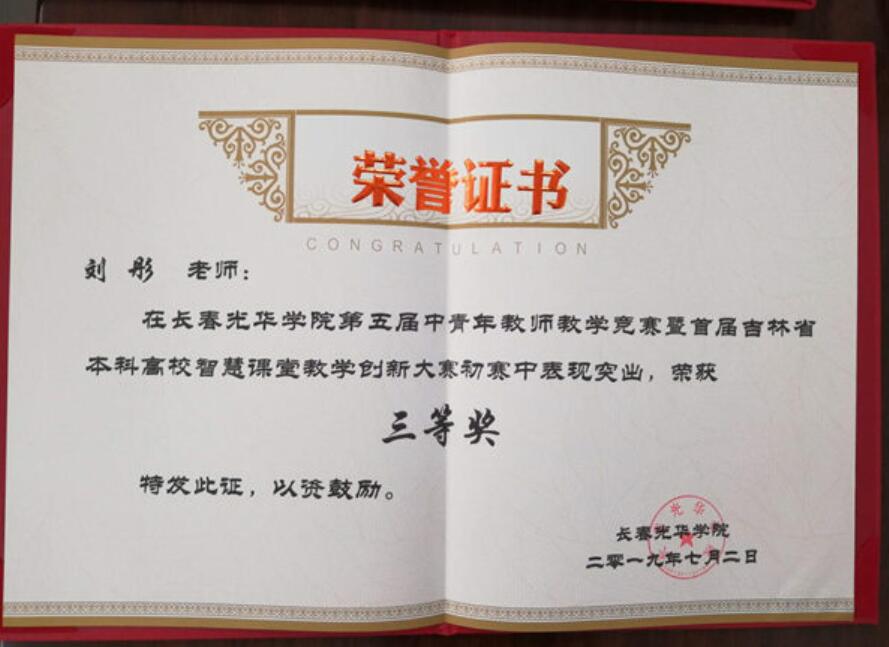 荣誉证书
CONGRATULATION
刘 彤 老师：
在长春光华学院第五届中青年教师教学竞赛暨首届吉林省
本科高校智慧课堂教学创新大赛初赛中表现突出，荣获
三等奖
特发此证，以资鼓励。
长春光华学院
二零一九年七月二日